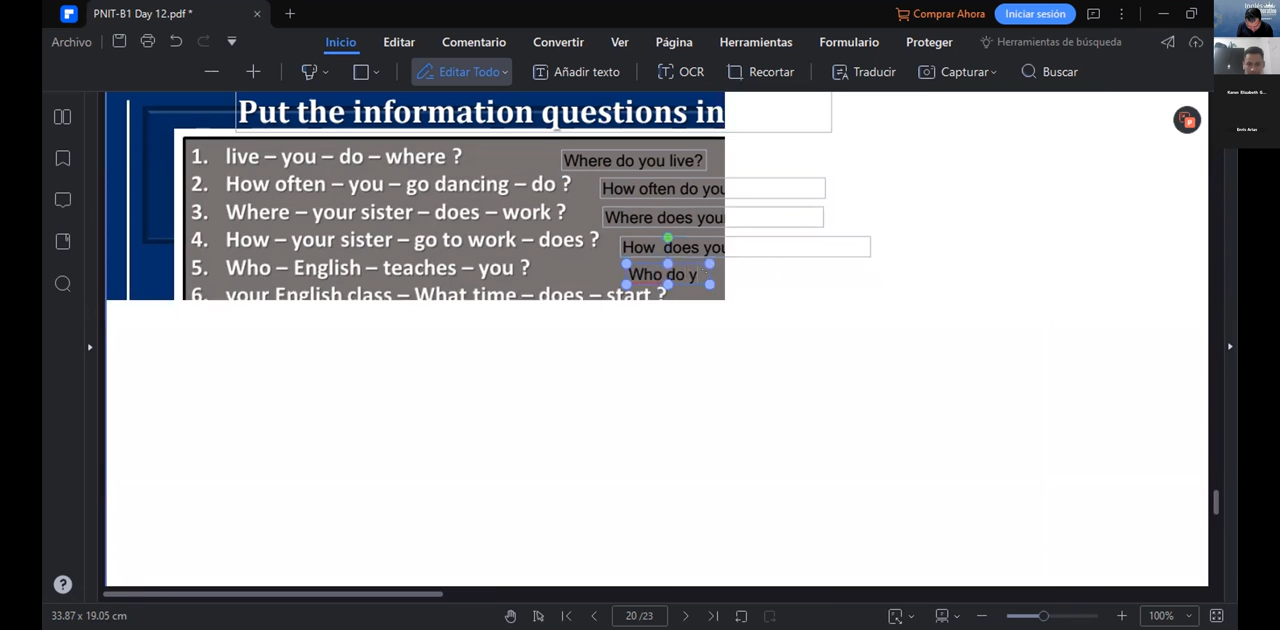 PNIT-B1 Day 12.pdf *
Comprar Ahora
Iniciar sesión
Archivo
Inicio
Editar
Comentario
Convertir
Ver
Página
Herramientas
Formulario
Proteger
Herramientas de búsqueda
Editar Todo
Añadir texto
OCR
Recortar
Traducir
Capturar
Buscar
Put the information questions in
1. live – you – do – where ?
Where do you live?
2. How often – you – go dancing – do ?
How often do you
3. Where – your sister – does – work ?
Where does your
4. How – your sister – go to work – does ?
How does you
5. Who – English – teaches – you ?
Who do y
6. your English class – What time – does – start ?
33.87 x 19.05 cm
20 /23
100%